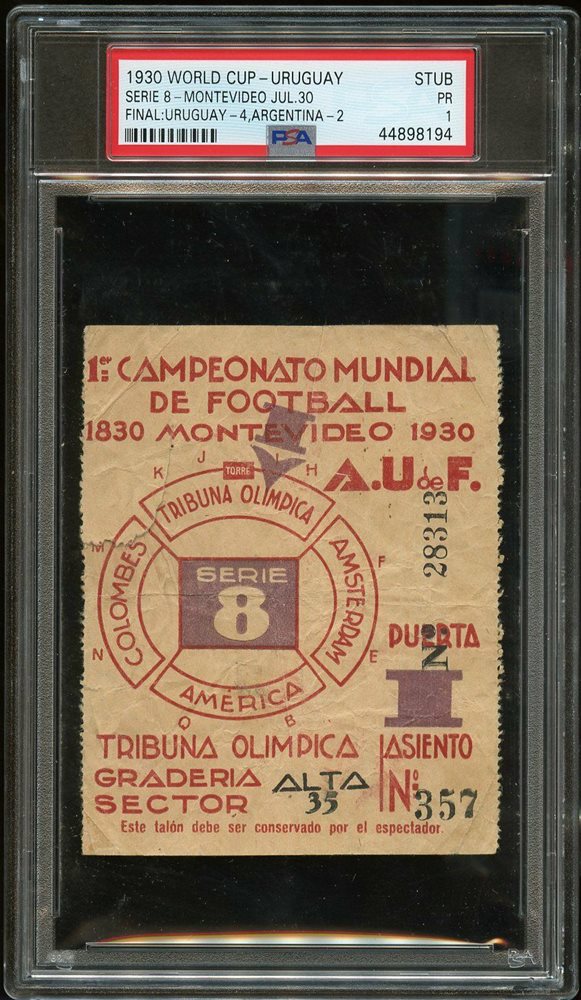 1930 WORLD CUP-URUGUAY STUB
SERIE 8-MONTEVIDEO JUL.30 PR
FINAL:URUGUAY-4,ARGENTINA-2 1
PSA 44898194
1er CAMPEONATO MUNDIAL
DE FOOTBALL
1830 MONTEVIDEO 1930
A.U de F.
K J TORRE H
TRIBUNA OLIMPICA
M COLOMBES N
AMSTERDAM
F
E
SERIE
8
AMÉRICA
Q B
Nº 28313
PUERTA
I
TRIBUNA OLIMPICA ASIENTO
GRADERIA ALTA
SECTOR 35 Nº 357
Este talón debe ser conservado por el espectador.